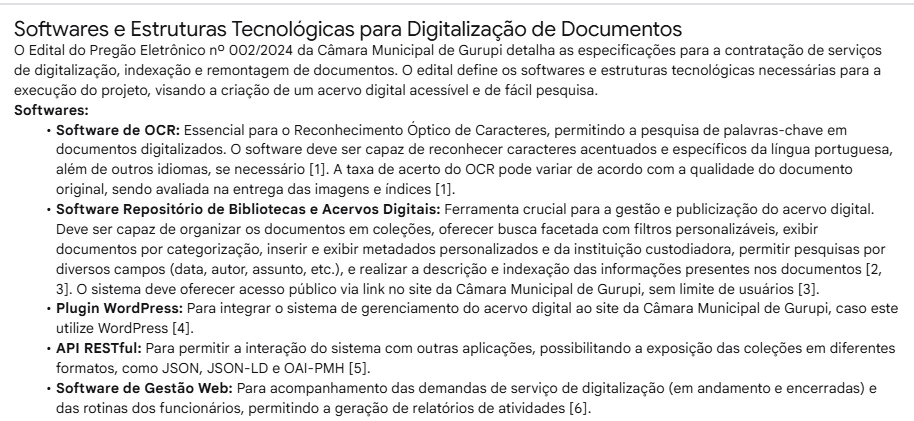 Softwares e Estruturas Tecnológicas para Digitalização de Documentos
O Edital do Pregão Eletrônico nº 002/2024 da Câmara Municipal de Gurupi detalha as especificações para a contratação de serviços
de digitalização, indexação e remontagem de documentos. O edital define os softwares e estruturas tecnológicas necessárias para a
execução do projeto, visando a criação de um acervo digital acessível e de fácil pesquisa.
Softwares:
• Software de OCR: Essencial para o Reconhecimento Óptico de Caracteres, permitindo a pesquisa de palavras-chave em
documentos digitalizados. O software deve ser capaz de reconhecer caracteres acentuados e específicos da língua portuguesa,
além de outros idiomas, se necessário [1]. A taxa de acerto do OCR pode variar de acordo com a qualidade do documento
original, sendo avaliada na entrega das imagens e índices [1].
• Software Repositório de Bibliotecas e Acervos Digitais: Ferramenta crucial para a gestão e publicização do acervo digital.
Deve ser capaz de organizar os documentos em coleções, oferecer busca facetada com filtros personalizáveis, exibir
documentos por categorização, inserir e exibir metadados personalizados e da instituição custodiadora, permitir pesquisas por
diversos campos (data, autor, assunto, etc.), e realizar a descrição e indexação das informações presentes nos documentos [2,
3]. O sistema deve oferecer acesso público via link no site da Câmara Municipal de Gurupi, sem limite de usuários [3].
• Plugin WordPress: Para integrar o sistema de gerenciamento do acervo digital ao site da Câmara Municipal de Gurupi, caso este
utilize WordPress [4].
• API RESTful: Para permitir a interação do sistema com outras aplicações, possibilitando a exposição das coleções em diferentes
formatos, como JSON, JSON-LD e OAI-PMH [5].
• Software de Gestão Web: Para acompanhamento das demandas de serviço de digitalização (em andamento e encerradas) e
das rotinas dos funcionários, permitindo a geração de relatórios de atividades [6].